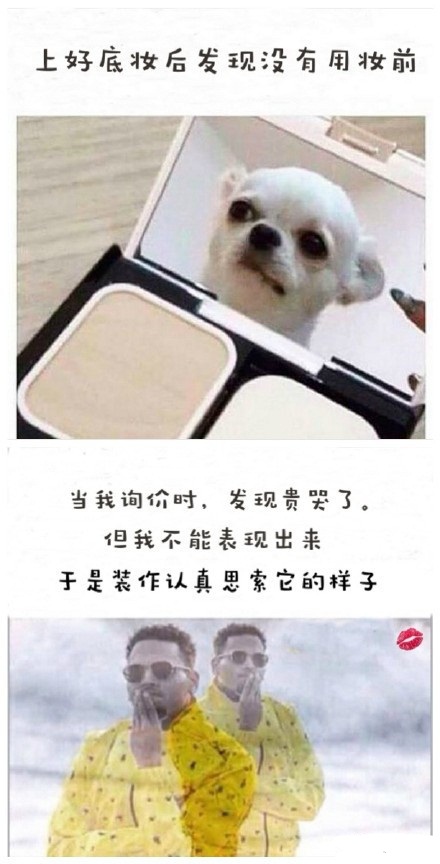 上好底妆后发现没有用妆前
当我询价时，发现贵哭了。
但我不能表现出来
于是装作认真思索它的样子